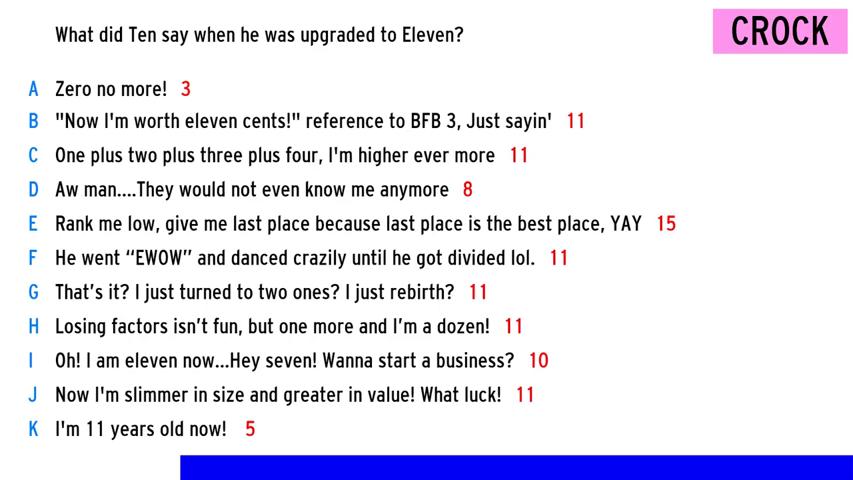 What did Ten say when he was upgraded to Eleven?
CROCK
A Zero no more! 3
B "Now I'm worth eleven cents!" reference to BFB 3, Just sayin' 11
C One plus two plus three plus four, I'm higher ever more 11
D Aw man....They would not even know me anymore 8
E Rank me low, give me last place because last place is the best place, YAY 15
F He went “EWOW” and danced crazily until he got divided lol. 11
G That’s it? I just turned to two ones? I just rebirth? 11
H Losing factors isn’t fun, but one more and I’m a dozen! 11
I Oh! I am eleven now...Hey seven! Wanna start a business? 10
J Now I'm slimmer in size and greater in value! What luck! 11
K I'm 11 years old now! 5